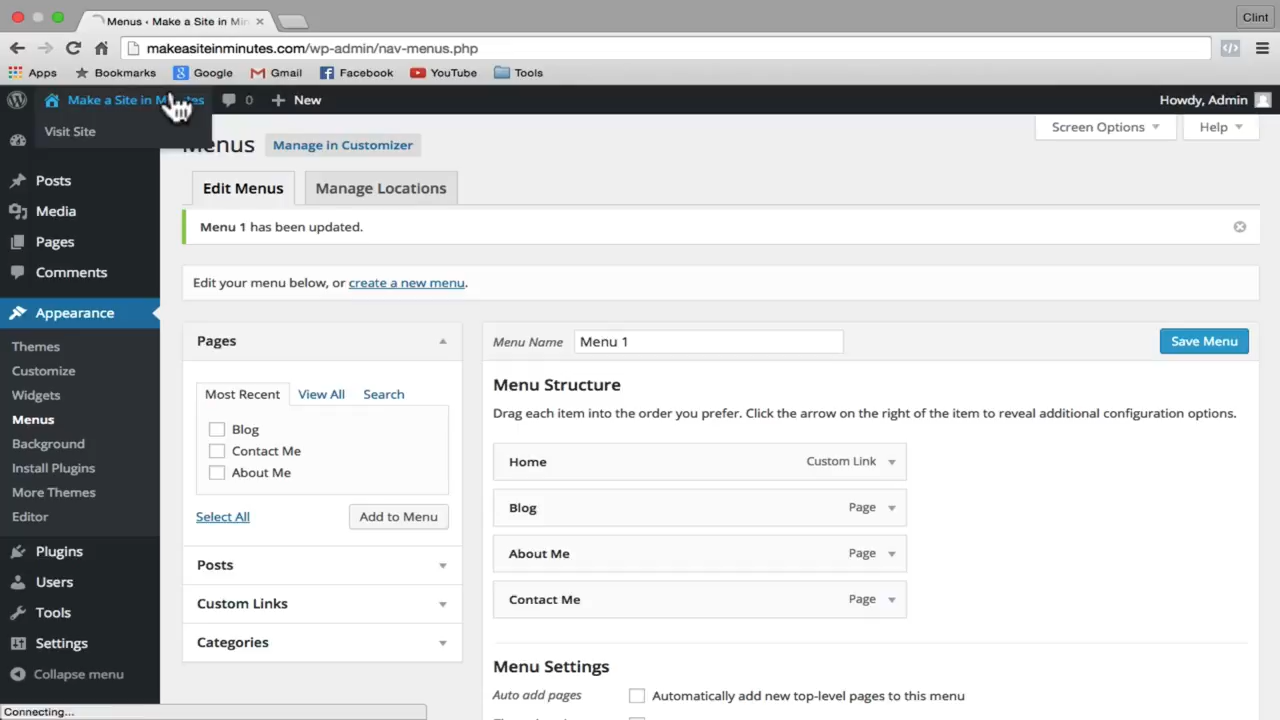 Menus ‹ Make a Site in Min
Clint
makeasiteinminutes.com/wp-admin/nav-menus.php
Apps Bookmarks Google Gmail Facebook YouTube Tools
Make a Site in M tes 0 + New Howdy, Admin
Visit Site
Screen Options Help
Menus Manage in Customizer
Edit Menus Manage Locations
Menu 1 has been updated.
Edit your menu below, or create a new menu.
Posts
Media
Pages
Comments
Appearance
Themes
Customize
Widgets
Menus
Background
Install Plugins
More Themes
Editor
Plugins
Users
Tools
Settings
Collapse menu
Connecting...
Pages
Most Recent View All Search
Blog
Contact Me
About Me
Select All Add to Menu
Posts
Custom Links
Categories
Menu Name Menu 1 Save Menu
Menu Structure
Drag each item into the order you prefer. Click the arrow on the right of the item to reveal additional configuration options.
Home Custom Link
Blog Page
About Me Page
Contact Me Page
Menu Settings
Auto add pages Automatically add new top-level pages to this menu